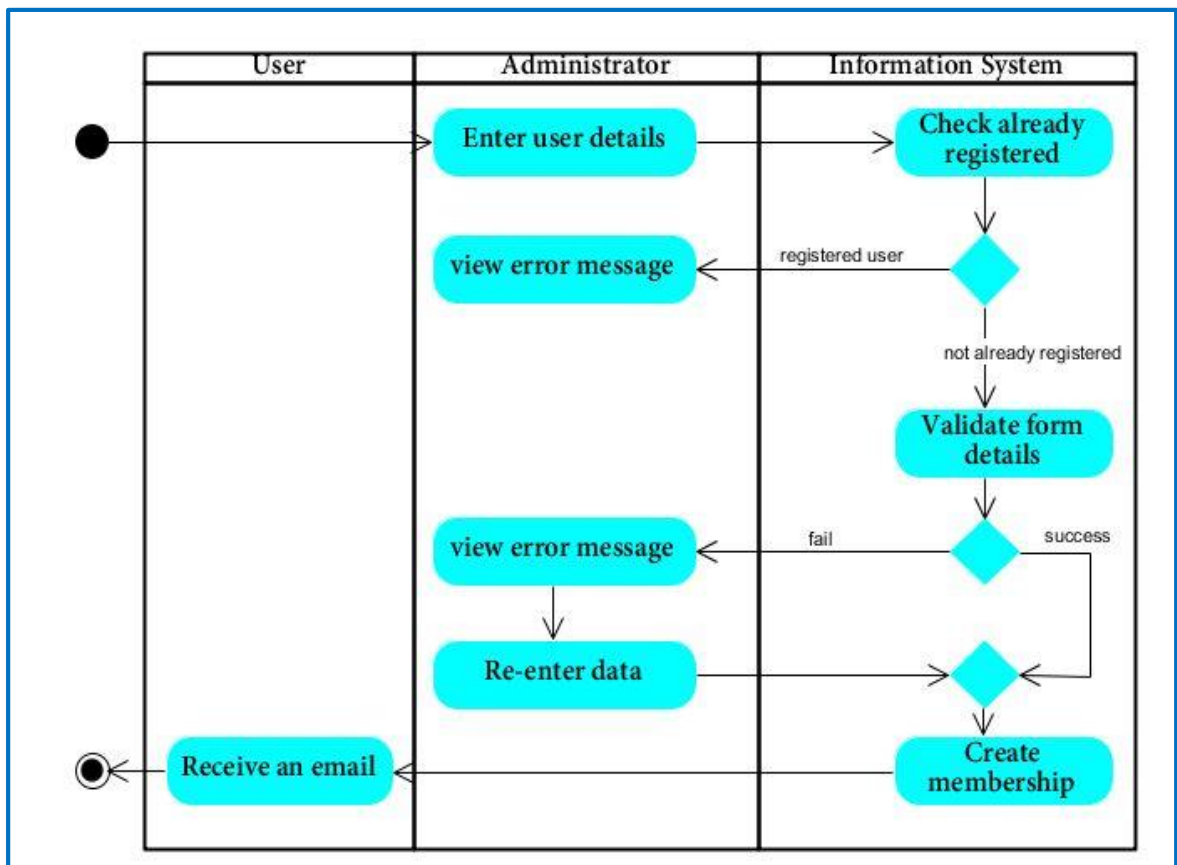 User
Administrator
Information System
Enter user details
Check already
registered
view error message
registered user
not already registered
Validate form
details
view error message
fail
success
Re-enter data
Receive an email
Create
membership